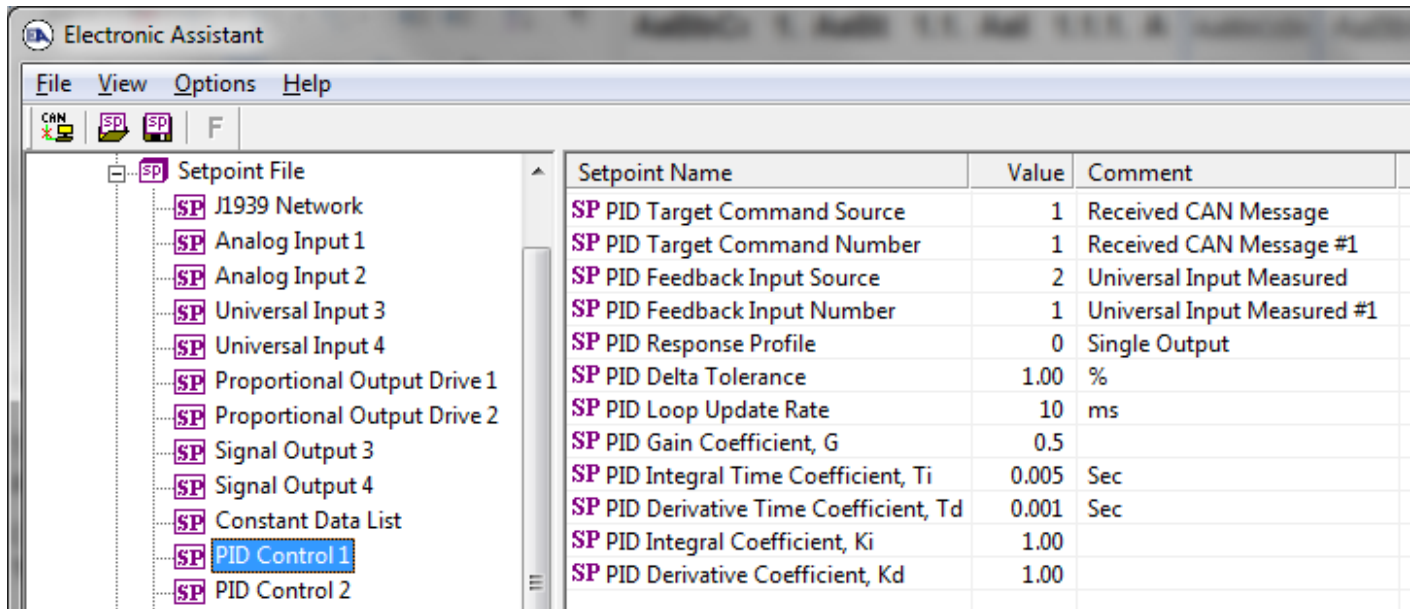 Electronic Assistant
File View Options Help
CAN SP SP F
Setpoint File
SP J1939 Network
SP Analog Input 1
SP Analog Input 2
SP Universal Input 3
SP Universal Input 4
SP Proportional Output Drive 1
SP Proportional Output Drive 2
SP Signal Output 3
SP Signal Output 4
SP Constant Data List
SP PID Control 1
SP PID Control 2
Setpoint Name Value Comment
SP PID Target Command Source 1 Received CAN Message
SP PID Target Command Number 1 Received CAN Message #1
SP PID Feedback Input Source 2 Universal Input Measured
SP PID Feedback Input Number 1 Universal Input Measured #1
SP PID Response Profile 0 Single Output
SP PID Delta Tolerance 1.00 %
SP PID Loop Update Rate 10 ms
SP PID Gain Coefficient, G 0.5
SP PID Integral Time Coefficient, Ti 0.005 Sec
SP PID Derivative Time Coefficient, Td 0.001 Sec
SP PID Integral Coefficient, Ki 1.00
SP PID Derivative Coefficient, Kd 1.00